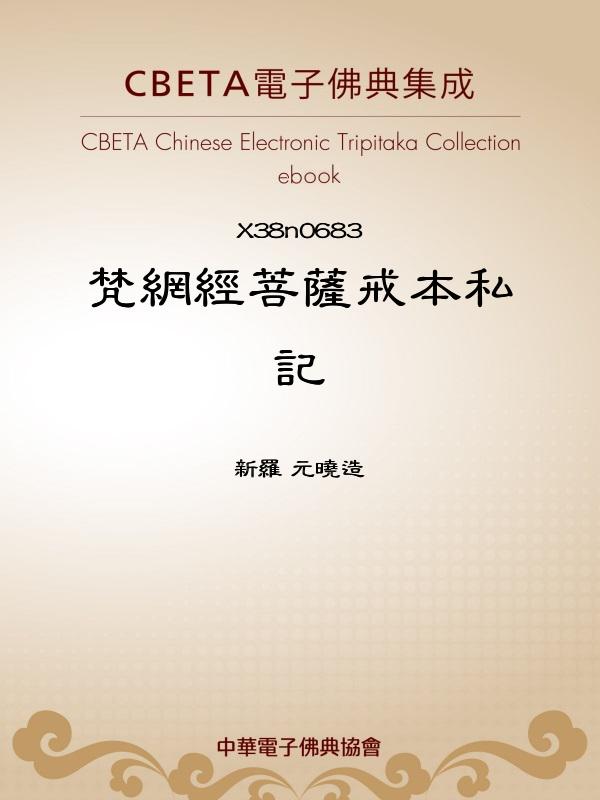 CBETA電子佛典集成
CBETA Chinese Electronic Tripitaka Collection
ebook
X38n0683
梵網經菩薩戒本私
記
新羅 元曉造
中華電子佛典協會